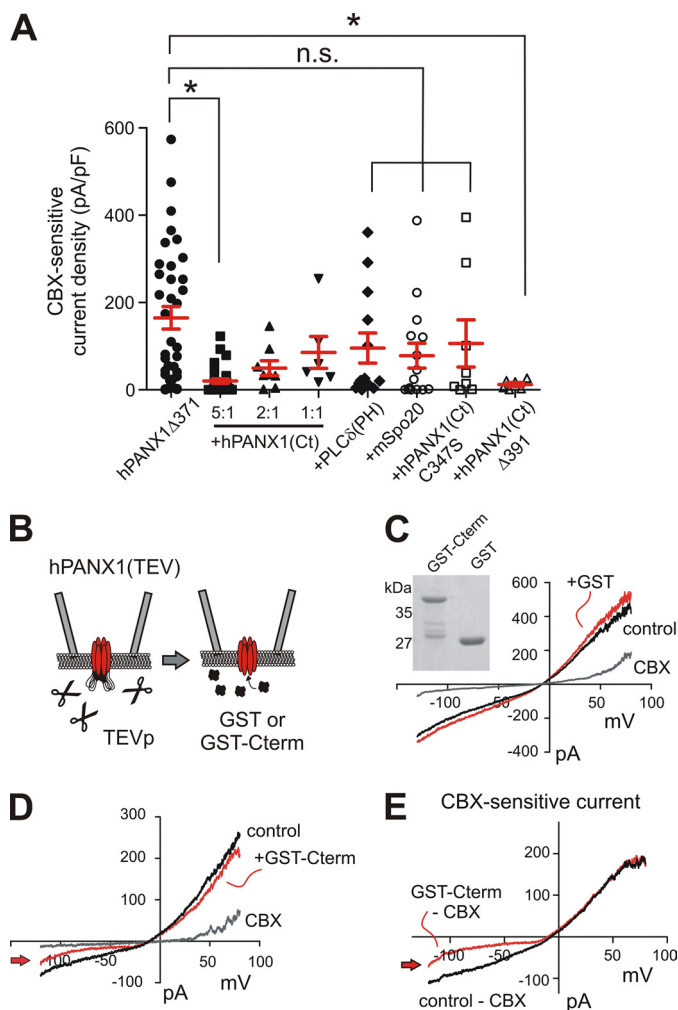 A
*
n.s.
*
CBX-sensitive
current density (pA/pF)
600
400
200
0
5:1 2:1 1:1
hPANX1Δ371
+hPANX1(Ct)
+PLCδ(PH)
+mSpo20
+hPANX1(Ct)
C347S
+hPANX1(Ct)
Δ391
B
hPANX1(TEV)
TEVp
GST or
GST-Cterm
C
GST-Cterm
GST
kDa
35
27
600
400
200
-200
-400
-100 -50 50 100
mV
pA
+GST
control
CBX
D
300
200
100
-100
-100 -50 50 100
mV
pA
control
+GST-Cterm
CBX
E
CBX-sensitive current
200
100
-100
-100 -50 50 100
mV
pA
GST-Cterm
- CBX
control - CBX